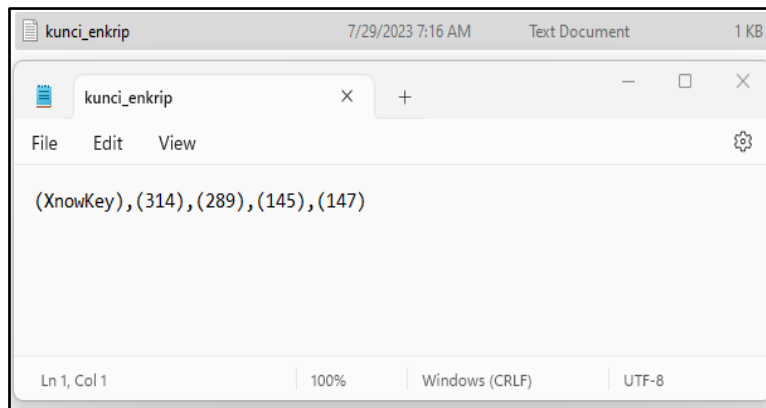 kunci_enkrip 7/29/2023 7:16 AM Text Document 1 KB
kunci_enkrip
File Edit View
(XnowKey),(314),(289),(145),(147)
Ln 1, Col 1 100% Windows (CRLF) UTF-8